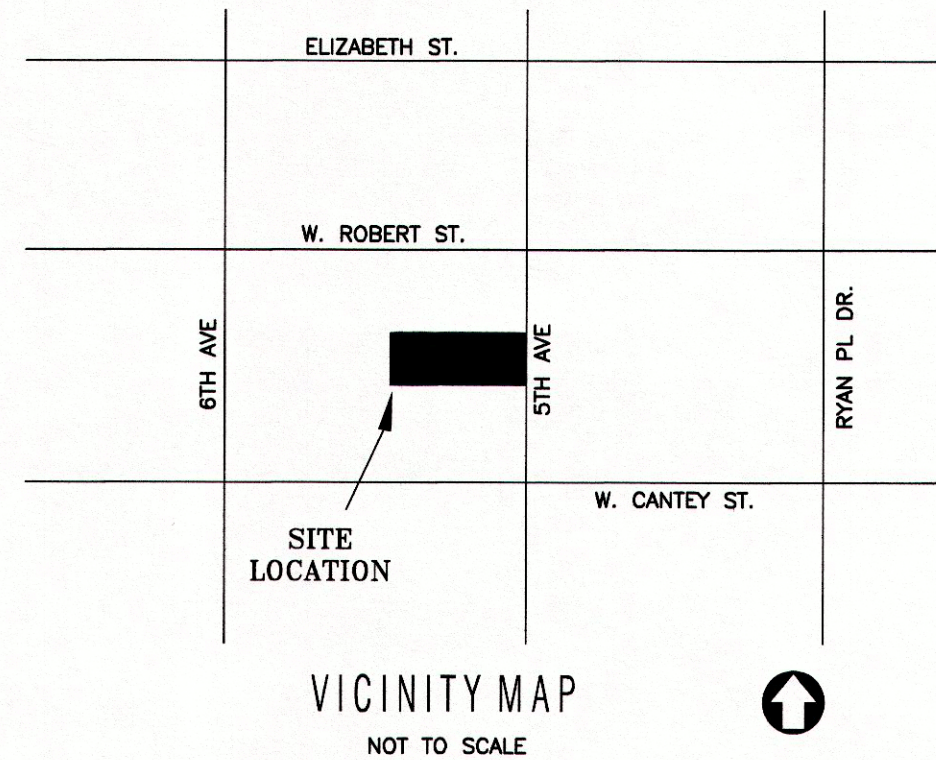 ELIZABETH ST.
W. ROBERT ST.
6TH AVE
5TH AVE
RYAN PL DR.
W. CANTEY ST.
SITE
LOCATION
VICINITY MAP
NOT TO SCALE